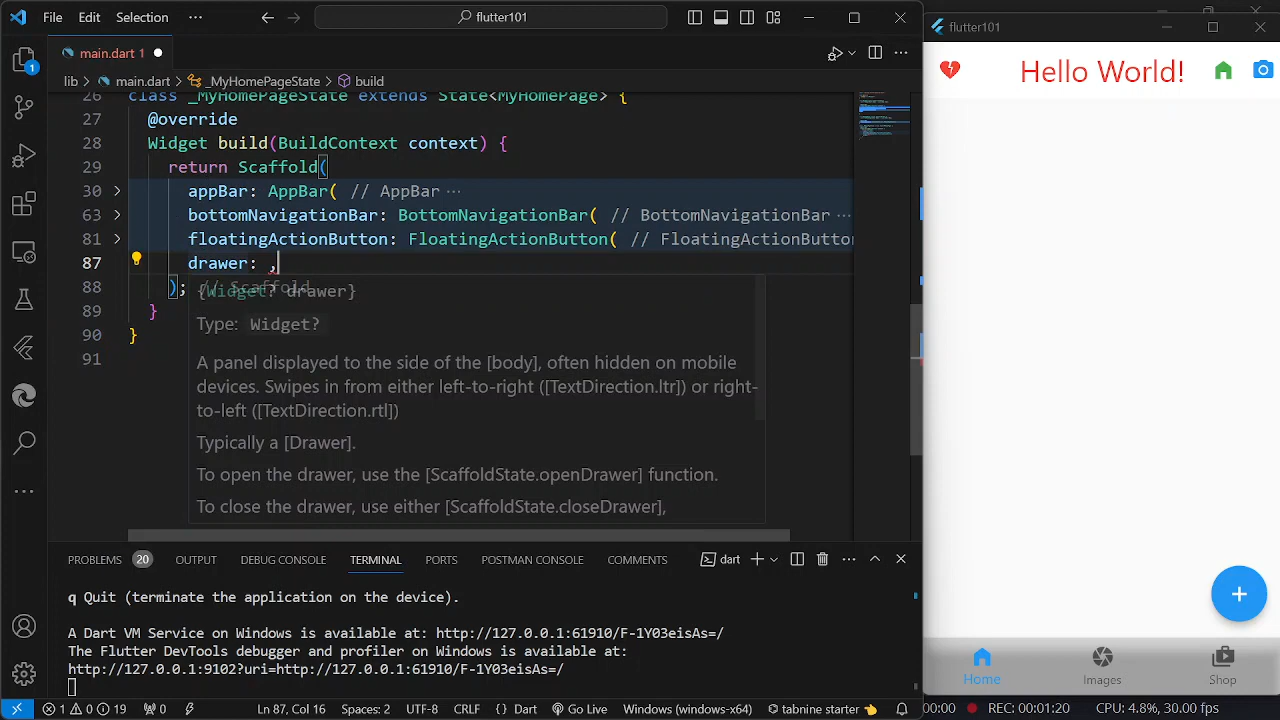 File Edit Selection ··· flutter101
main.dart 1
lib > main.dart > _MyHomePageState > build
26 class _MyHomePageState extends State<MyHomePage> {
27 @override
28 Widget build(BuildContext context) {
29 return Scaffold(
30 appBar: AppBar( // AppBar ···
63 bottomNavigationBar: BottomNavigationBar( // BottomNavigationBar ···
81 floatingActionButton: FloatingActionButton( // FloatingActionButton
87 drawer: ,
88 ); // Scaffold
{Widget? drawer}
89 }
Type: Widget?
90 }
91
A panel displayed to the side of the [body], often hidden on mobile
devices. Swipes in from either left-to-right ([TextDirection.ltr]) or right-
to-left ([TextDirection.rtl])
Typically a [Drawer].
To open the drawer, use the [ScaffoldState.openDrawer] function.
To close the drawer, use either [ScaffoldState.closeDrawer],
PROBLEMS 20 OUTPUT DEBUG CONSOLE TERMINAL PORTS POSTMAN CONSOLE COMMENTS dart
q Quit (terminate the application on the device).
A Dart VM Service on Windows is available at: http://127.0.0.1:61910/F-1Y03eisAs=/
The Flutter DevTools debugger and profiler on Windows is available at:
http://127.0.0.1:9102?uri=http://127.0.0.1:61910/F-1Y03eisAs=/
1 0 19 0 Ln 87, Col 16 Spaces: 2 UTF-8 CRLF {} Dart Go Live Windows (windows-x64) tabnine starter
1
flutter101
Hello World!
Home Images Shop
00:00 REC: 00:01:20 CPU: 4.8%, 30.00 fps